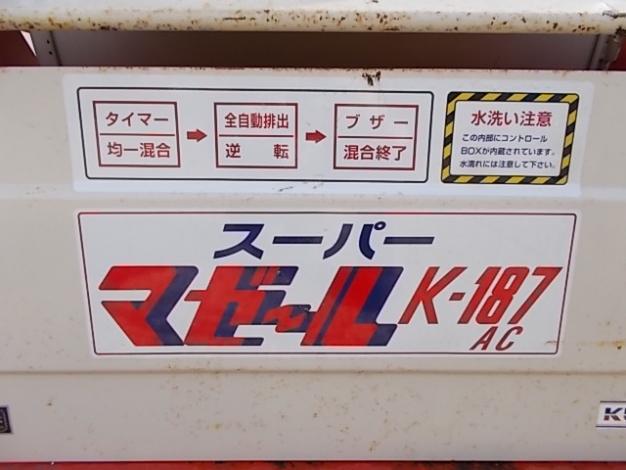 タイマー
均一混合
全自動排出
逆転
ブザー
混合終了
水洗い注意
この内部にコントロール
BOXが内蔵されています。
水濡れには注意して下さい。
スーパー
マゼール K-187
AC